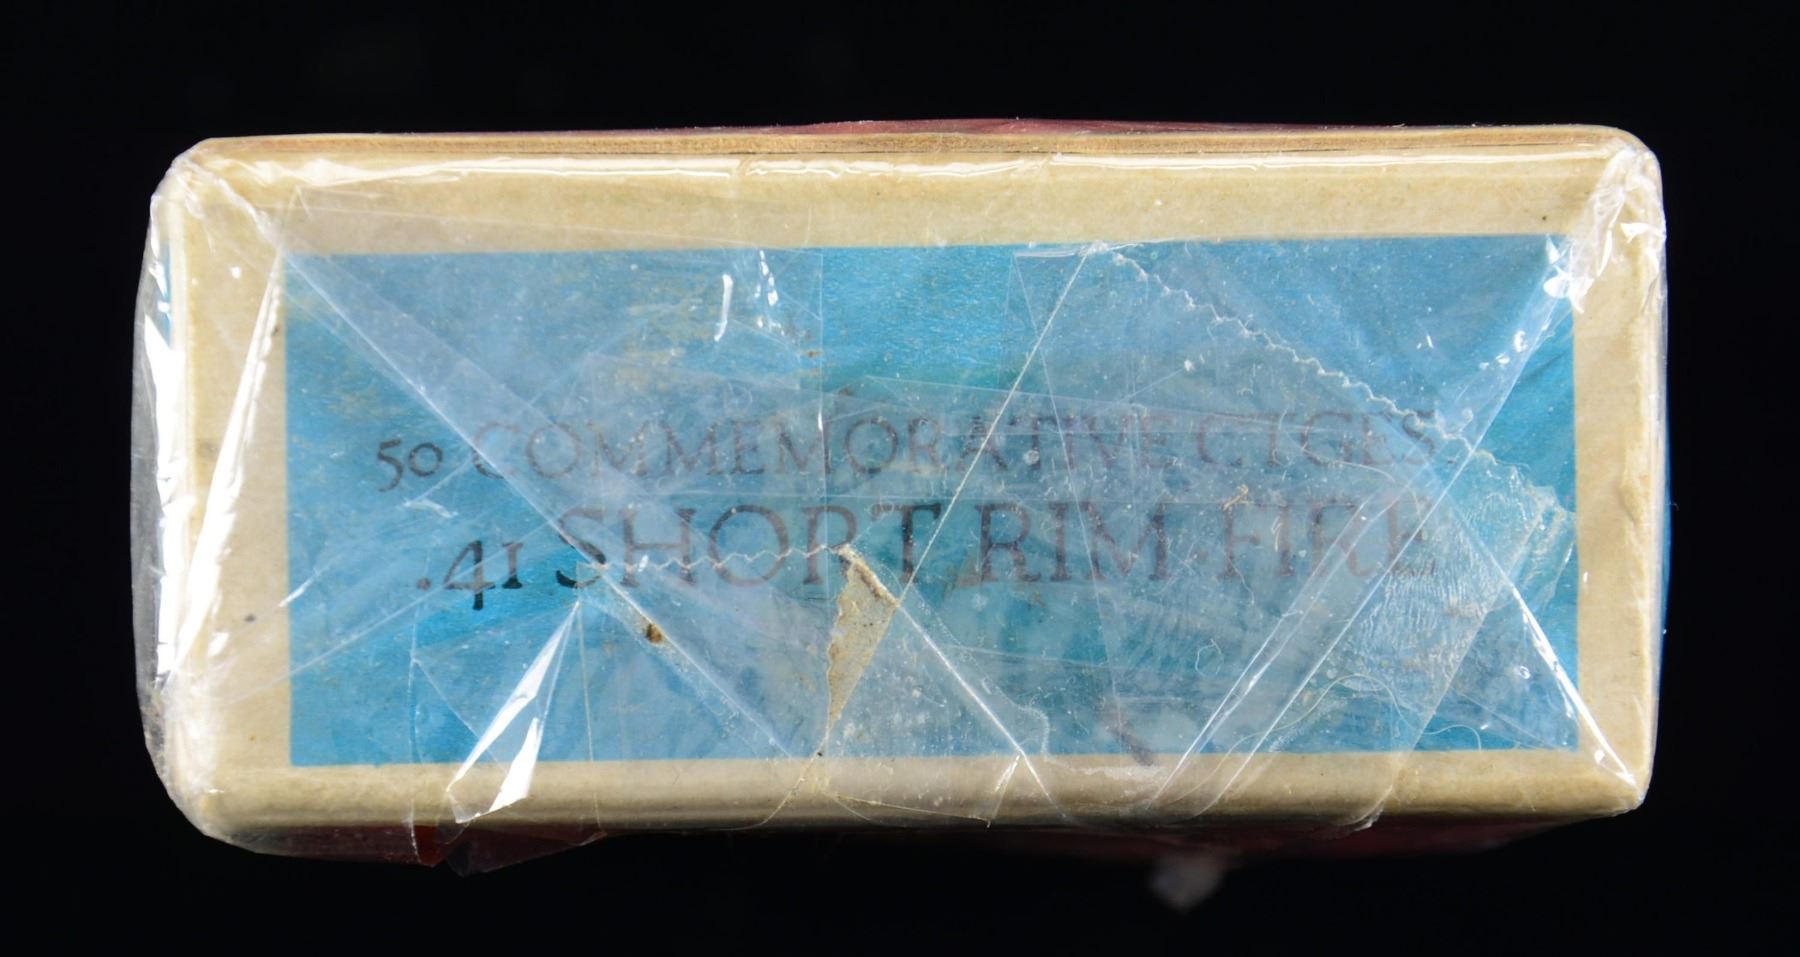 50 COMMEMORATIVE CTGES.
.41 SHORT RIM-FIRE